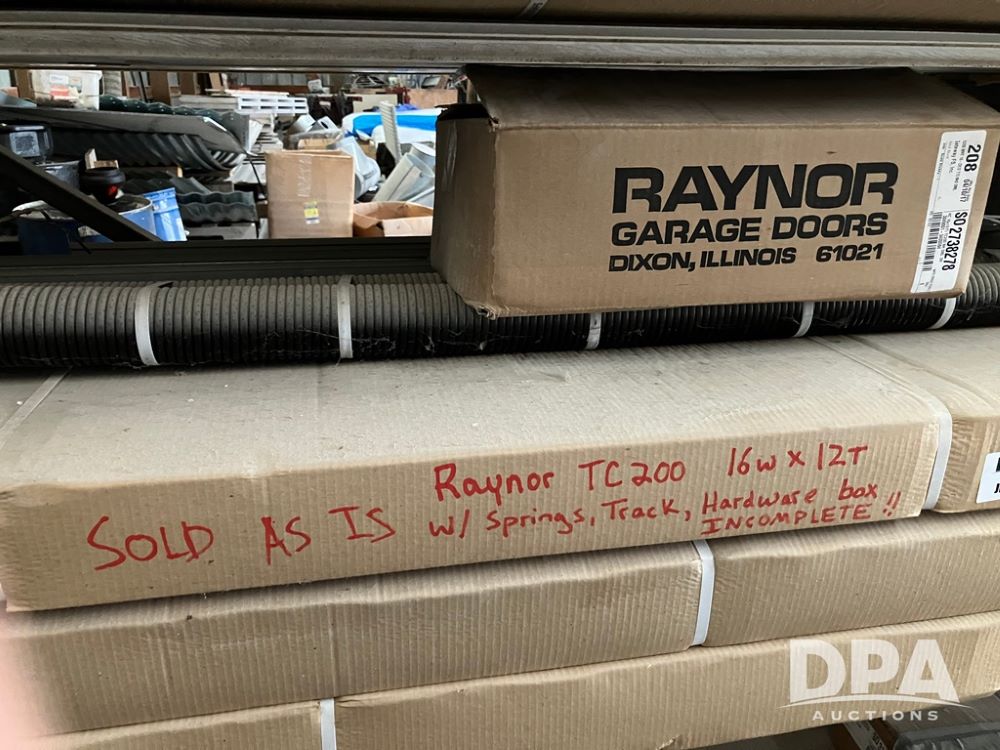 RAYNOR
GARAGE DOORS
DIXON, ILLINOIS 61021
208
SO2738278
Raynor TC200 16w x 12T
SOLD AS IS w/ Springs, Track, Hardware box
INCOMPLETE !!
DPA
AUCTIONS